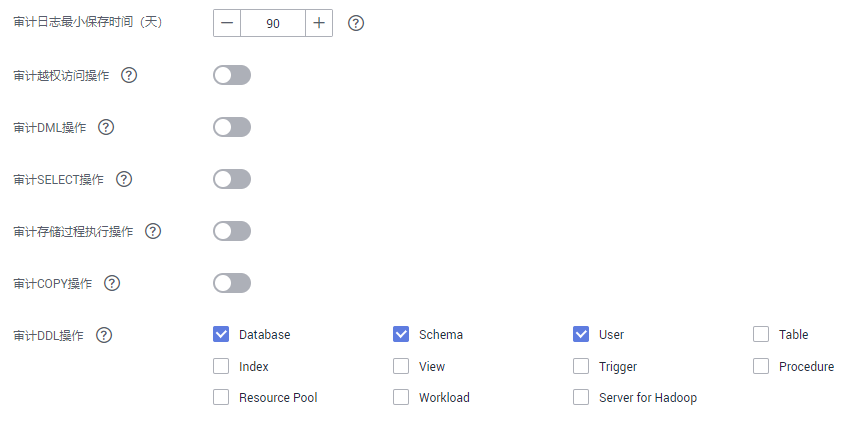 审计日志最小保存时间（天） − 90 + ?
审计越权访问操作 ?
审计DML操作 ?
审计SELECT操作 ?
审计存储过程执行操作 ?
审计COPY操作 ?
审计DDL操作 ? Database Schema User Table
Index View Trigger Procedure
Resource Pool Workload Server for Hadoop